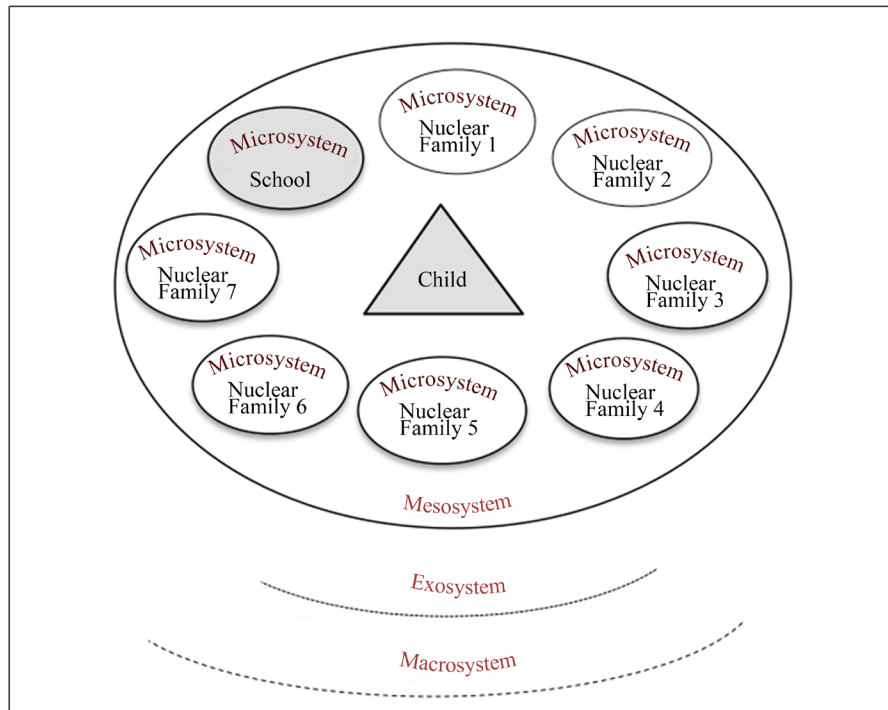 Microsystem
Nuclear
Family 1
Microsystem
School
Microsystem
Nuclear
Family 2
Microsystem
Nuclear
Family 7
Child
Microsystem
Nuclear
Family 3
Microsystem
Nuclear
Family 6
Microsystem
Nuclear
Family 5
Microsystem
Nuclear
Family 4
Mesosystem
Exosystem
Macrosystem